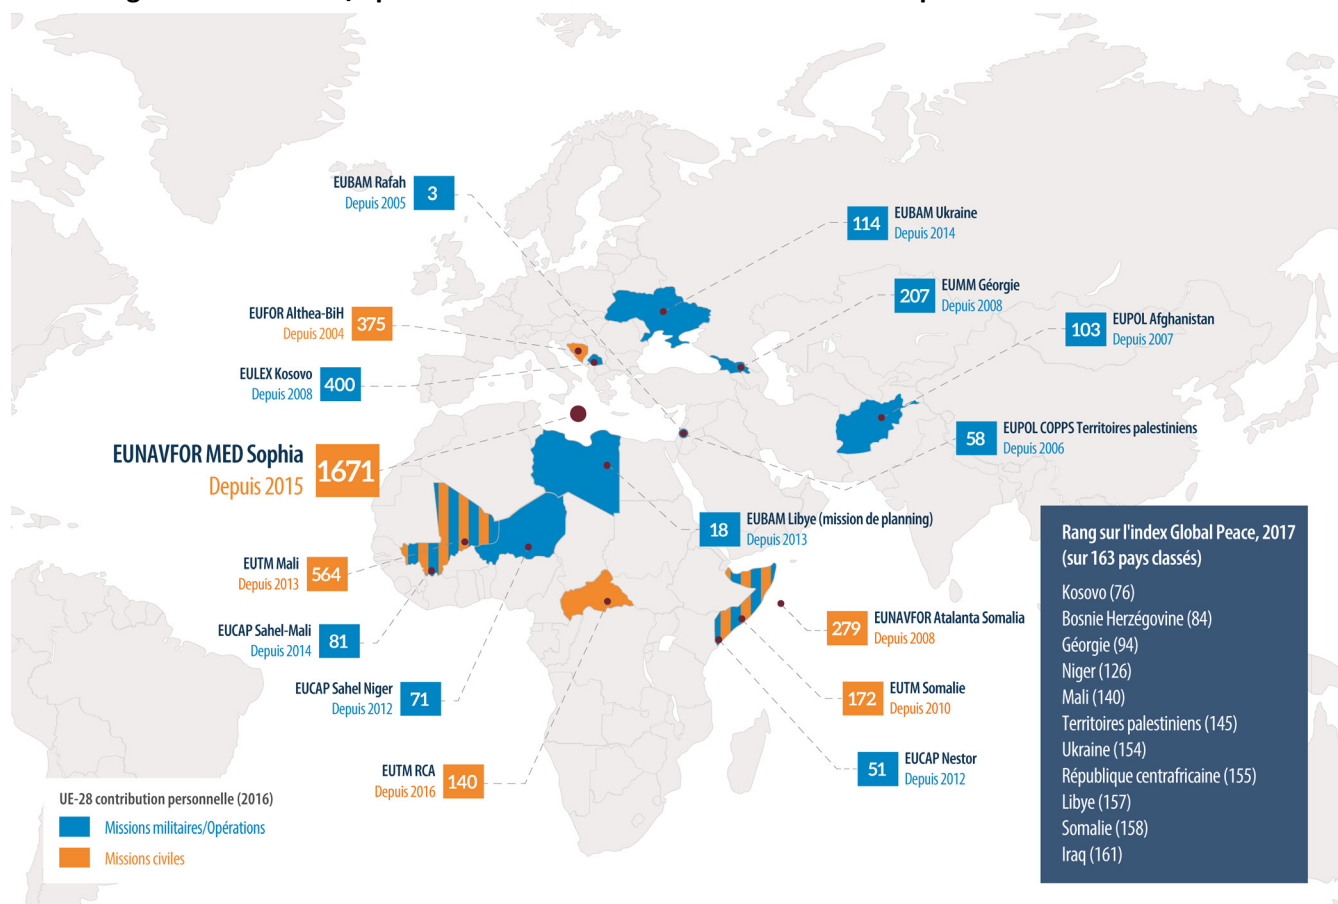 EUBAM Rafah
Depuis 2005
3
EUBAM Ukraine
Depuis 2014
114
EUMM Géorgie
Depuis 2008
207
EUPOL Afghanistan
Depuis 2007
103
EUFOR Althea-BiH
Depuis 2004
375
EULEX Kosovo
Depuis 2008
400
EUPOL COPPS Territoires palestiniens
Depuis 2006
58
EUNAVFOR MED Sophia
Depuis 2015
1671
EUBAM Libye (mission de planning)
Depuis 2013
18
EUTM Mali
Depuis 2013
564
EUNAVFOR Atalanta Somalia
Depuis 2008
279
EUCAP Sahel-Mali
Depuis 2014
81
EUCAP Sahel Niger
Depuis 2012
71
EUTM Somalie
Depuis 2010
172
EUCAP Nestor
Depuis 2012
51
EUTM RCA
Depuis 2016
140
UE-28 contribution personnelle (2016)
Missions militaires/Opérations
Missions civiles
Rang sur l'index Global Peace, 2017
(sur 163 pays classés)
Kosovo (76)
Bosnie Herzégovine (84)
Géorgie (94)
Niger (126)
Mali (140)
Territoires palestiniens (145)
Ukraine (154)
République centrafricaine (155)
Libye (157)
Somalie (158)
Iraq (161)